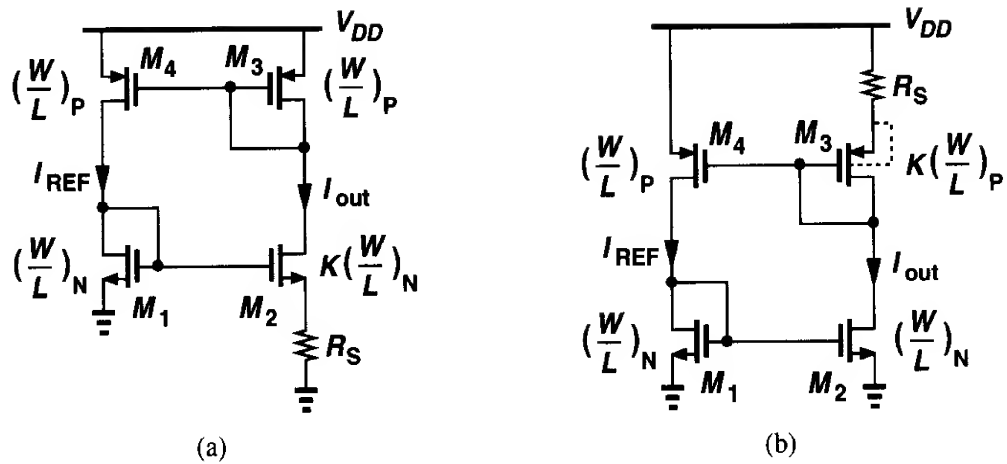 V_DD
M_4
M_3
(W/L)_P
(W/L)_P
I_REF
I_out
(W/L)_N
K(W/L)_N
M_1
M_2
R_S
(a)
V_DD
R_S
M_4
M_3
(W/L)_P
K(W/L)_P
I_REF
I_out
(W/L)_N
(W/L)_N
M_1
M_2
(b)